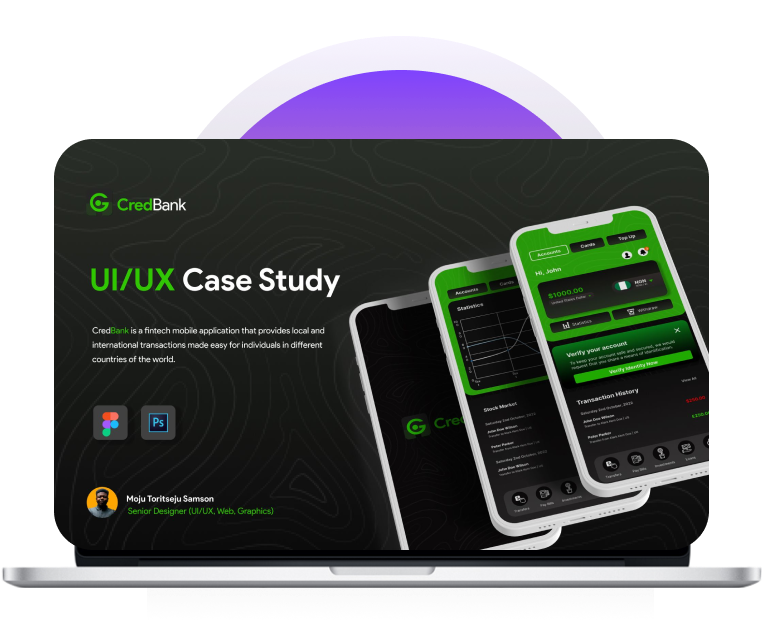 CredBank
UI/UX Case Study
CredBank is a fintech mobile application that provides local and
international transactions made easy for individuals in different
countries of the world.
Ps
Moju Toritseju Samson
Senior Designer (UI/UX, Web, Graphics)
Accounts
Cards
Top Up
Hi, John
$1000.00
United States Dollar
NGN
Statistics
Withdraw
Verify your account
To keep your account safe and secured, we would
request that you share a means of identification.
Verify Identity Now
Transaction History
View All
Saturday 2nd October, 2022
John Doe Wilson
Peter Parker
Transfers
Pay Bills
Investments
Loans
Accounts
Cards
Statistics
Stock Market
Saturday 2nd October, 2022
John Doe Wilson
Peter Parker
Saturday 2nd October, 2022
John Doe Wilson
Transfers
Pay Bills
Investments
Cre